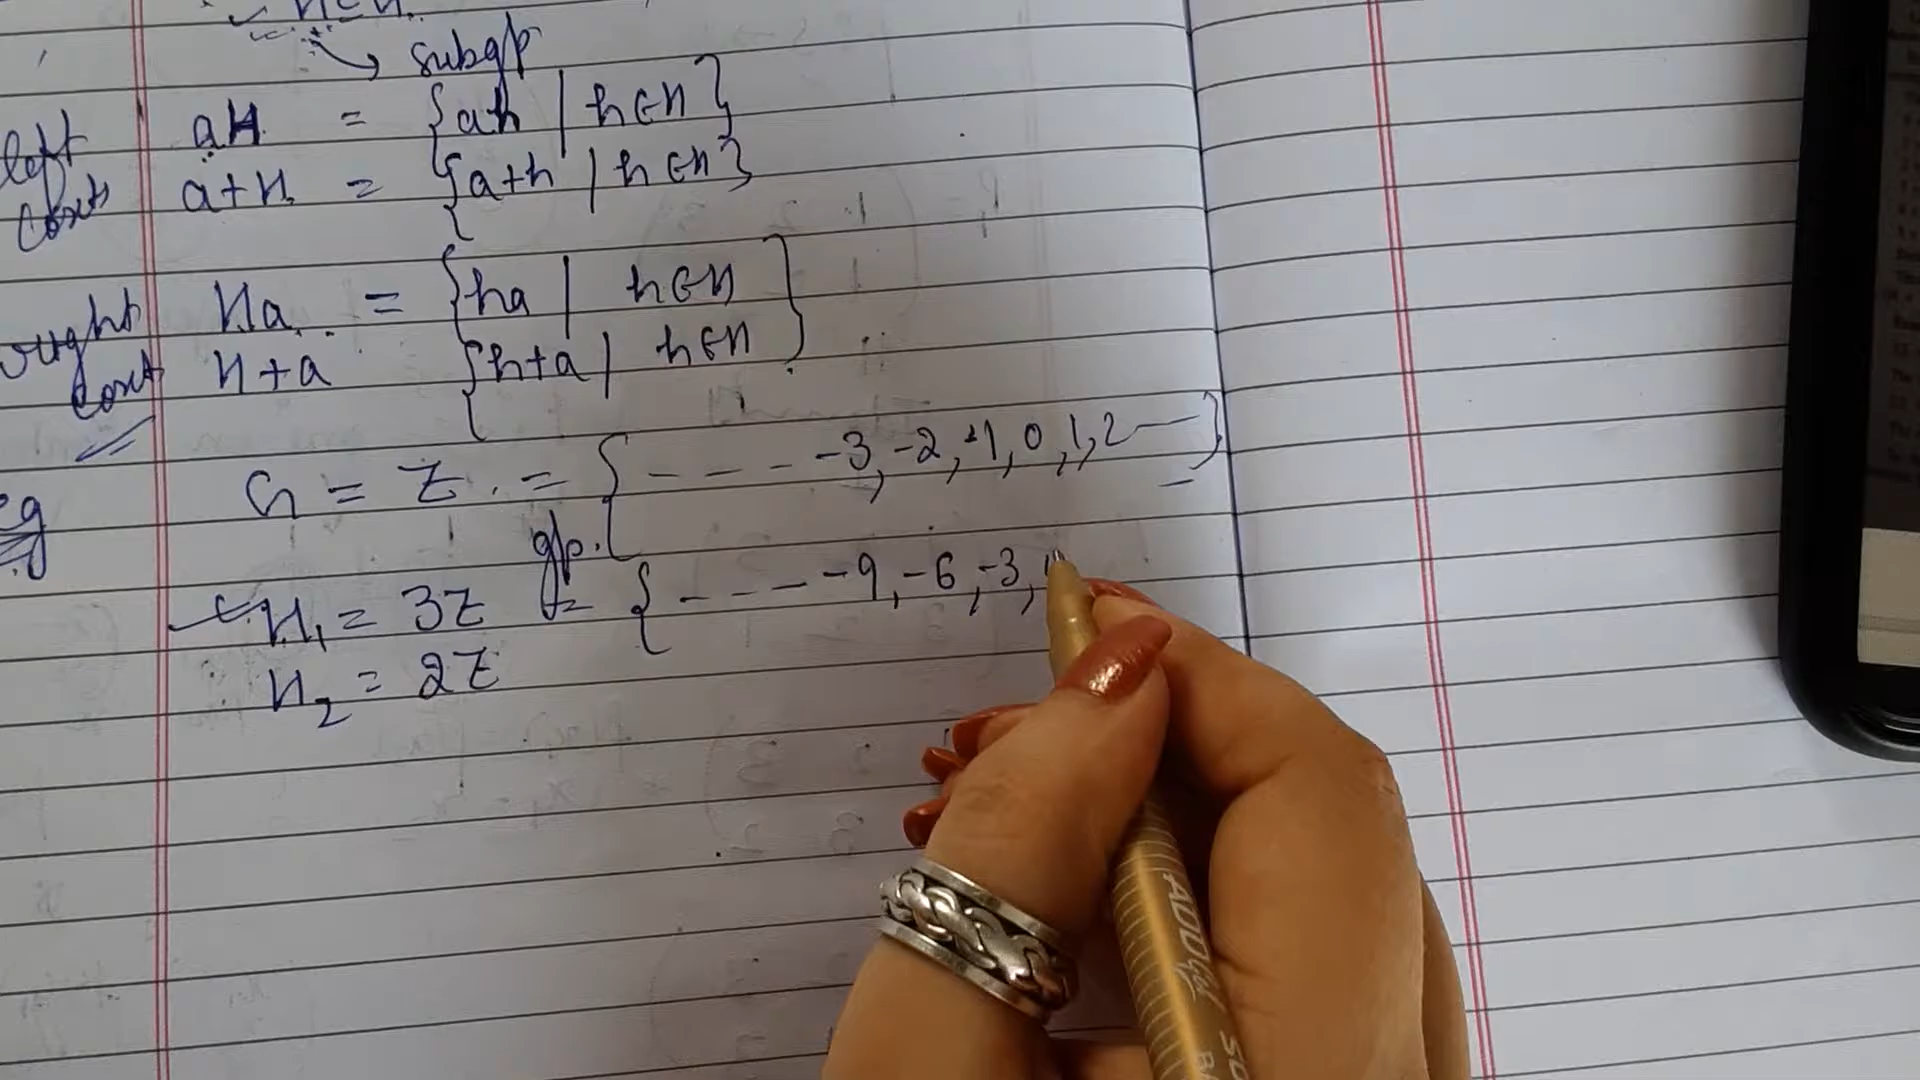 subgp
left aH = {ah | h∈H}
coset a+H = {a+h | h∈H}
right Ha = {ha | h∈H}
coset H+a {h+a | h∈H
eg G = Z = { - - - -3, -2, -1, 0, 1, 2 — }
gp.
H₁ = 3Z = { - - - -9, -6, -3,
H₂ = 2Z